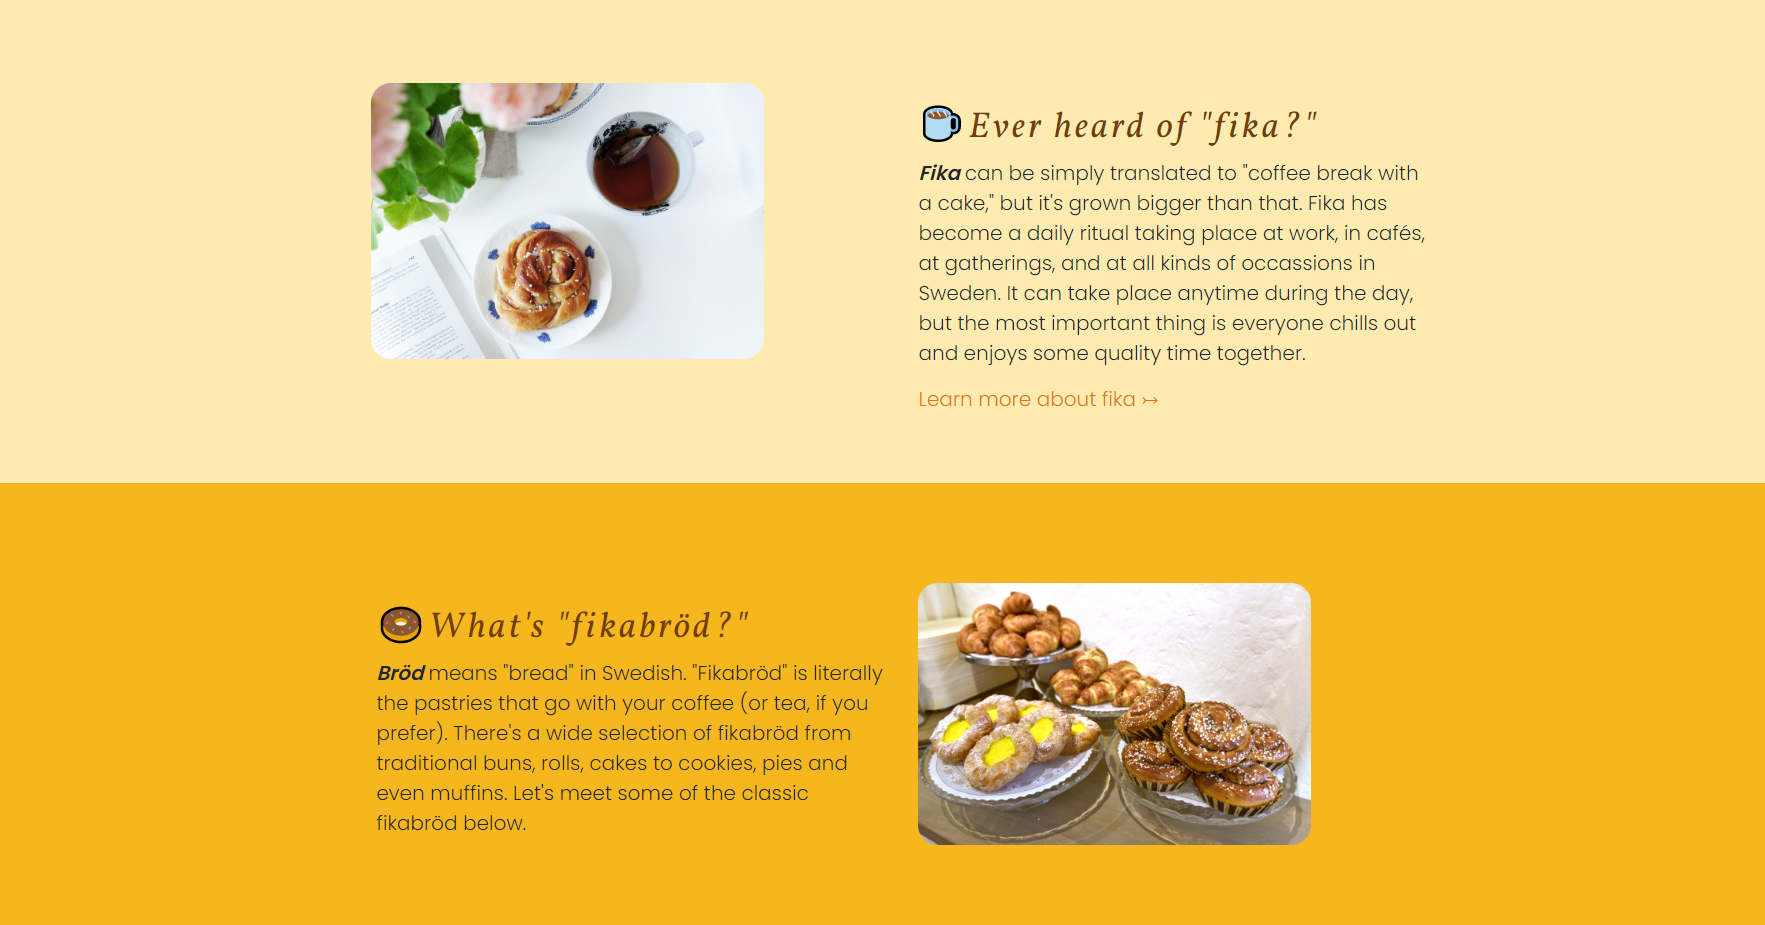 Ever heard of "fika?"
Fika can be simply translated to "coffee break with
a cake," but it's grown bigger than that. Fika has
become a daily ritual taking place at work, in cafés,
at gatherings, and at all kinds of occassions in
Sweden. It can take place anytime during the day,
but the most important thing is everyone chills out
and enjoys some quality time together.
Learn more about fika ↣
What's "fikabröd?"
Bröd means "bread" in Swedish. "Fikabröd" is literally
the pastries that go with your coffee (or tea, if you
prefer). There's a wide selection of fikabröd from
traditional buns, rolls, cakes to cookies, pies and
even muffins. Let's meet some of the classic
fikabröd below.